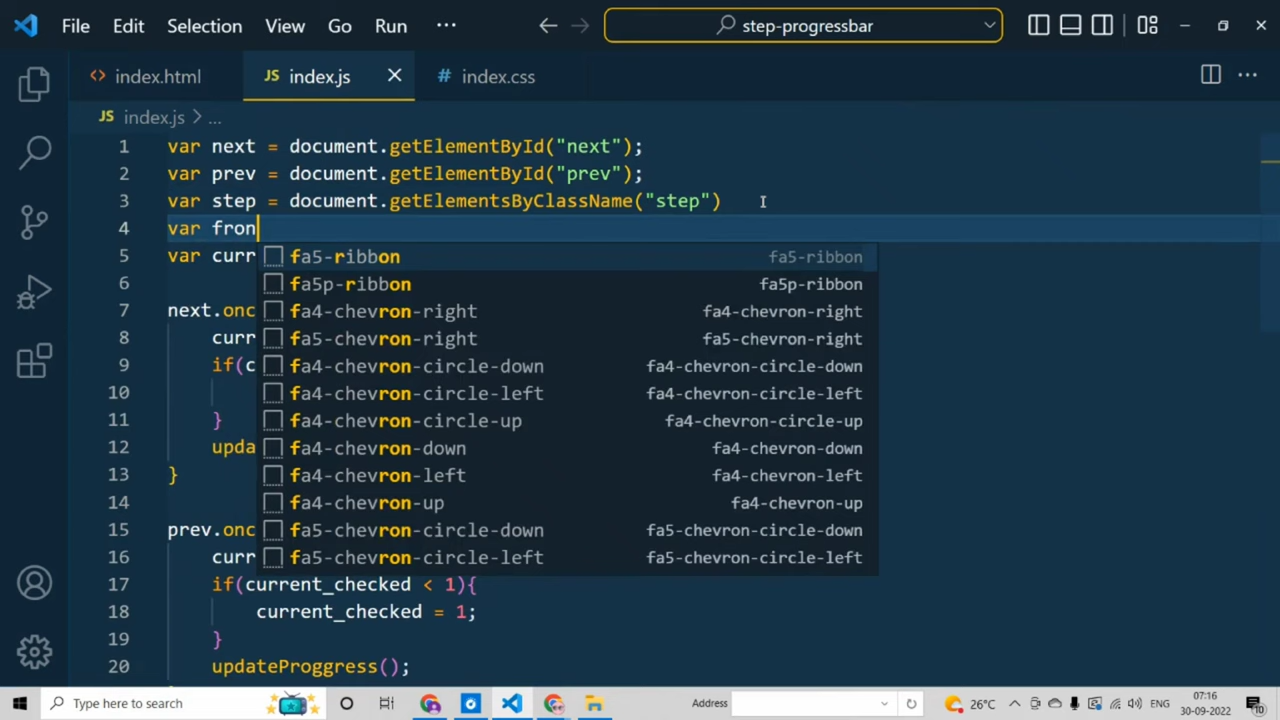 File Edit Selection View Go Run ··· step-progressbar
<> index.html JS index.js # index.css ···
JS index.js > ...
1 var next = document.getElementById("next");
2 var prev = document.getElementById("prev");
3 var step = document.getElementsByClassName("step")
4 var fron
5 var curr
fa5-ribbon fa5-ribbon
6
fa5p-ribbon fa5p-ribbon
7 next.onc
fa4-chevron-right fa4-chevron-right
8 curr
fa5-chevron-right fa5-chevron-right
9 if(c
fa4-chevron-circle-down fa4-chevron-circle-down
10
fa4-chevron-circle-left fa4-chevron-circle-left
11 }
fa4-chevron-circle-up fa4-chevron-circle-up
12 upda
fa4-chevron-down fa4-chevron-down
13 }
fa4-chevron-left fa4-chevron-left
14
fa4-chevron-up fa4-chevron-up
15 prev.onc
fa5-chevron-circle-down fa5-chevron-circle-down
16 curr
fa5-chevron-circle-left fa5-chevron-circle-left
17 if(current_checked < 1){
18 current_checked = 1;
19 }
20 updateProggress();
Type here to search Address 26°C 07:16
30-09-2022 10